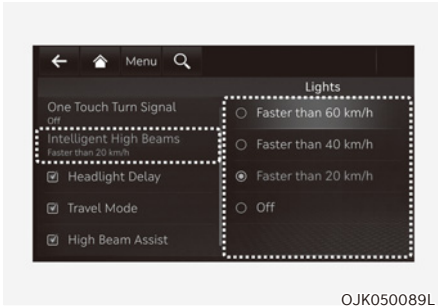 Menu
Lights
One Touch Turn Signal
Off
Intelligent High Beams
Faster than 20 km/h
Headlight Delay
Travel Mode
High Beam Assist
Faster than 60 km/h
Faster than 40 km/h
Faster than 20 km/h
Off
OJK050089L